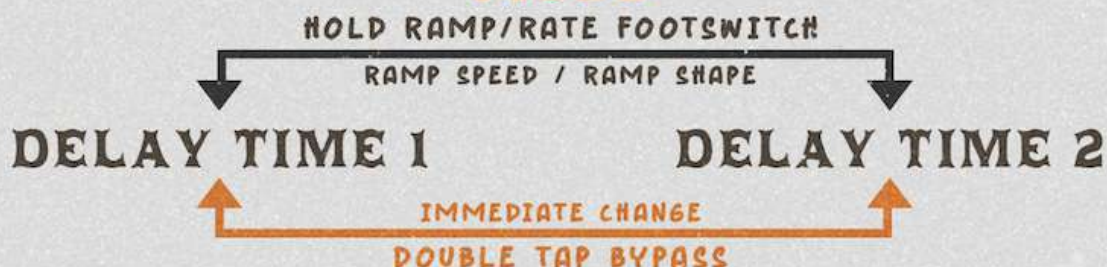 HOLD RAMP/RATE FOOTSWITCH
RAMP SPEED / RAMP SHAPE
DELAY TIME 1 DELAY TIME 2
IMMEDIATE CHANGE
DOUBLE TAP BYPASS